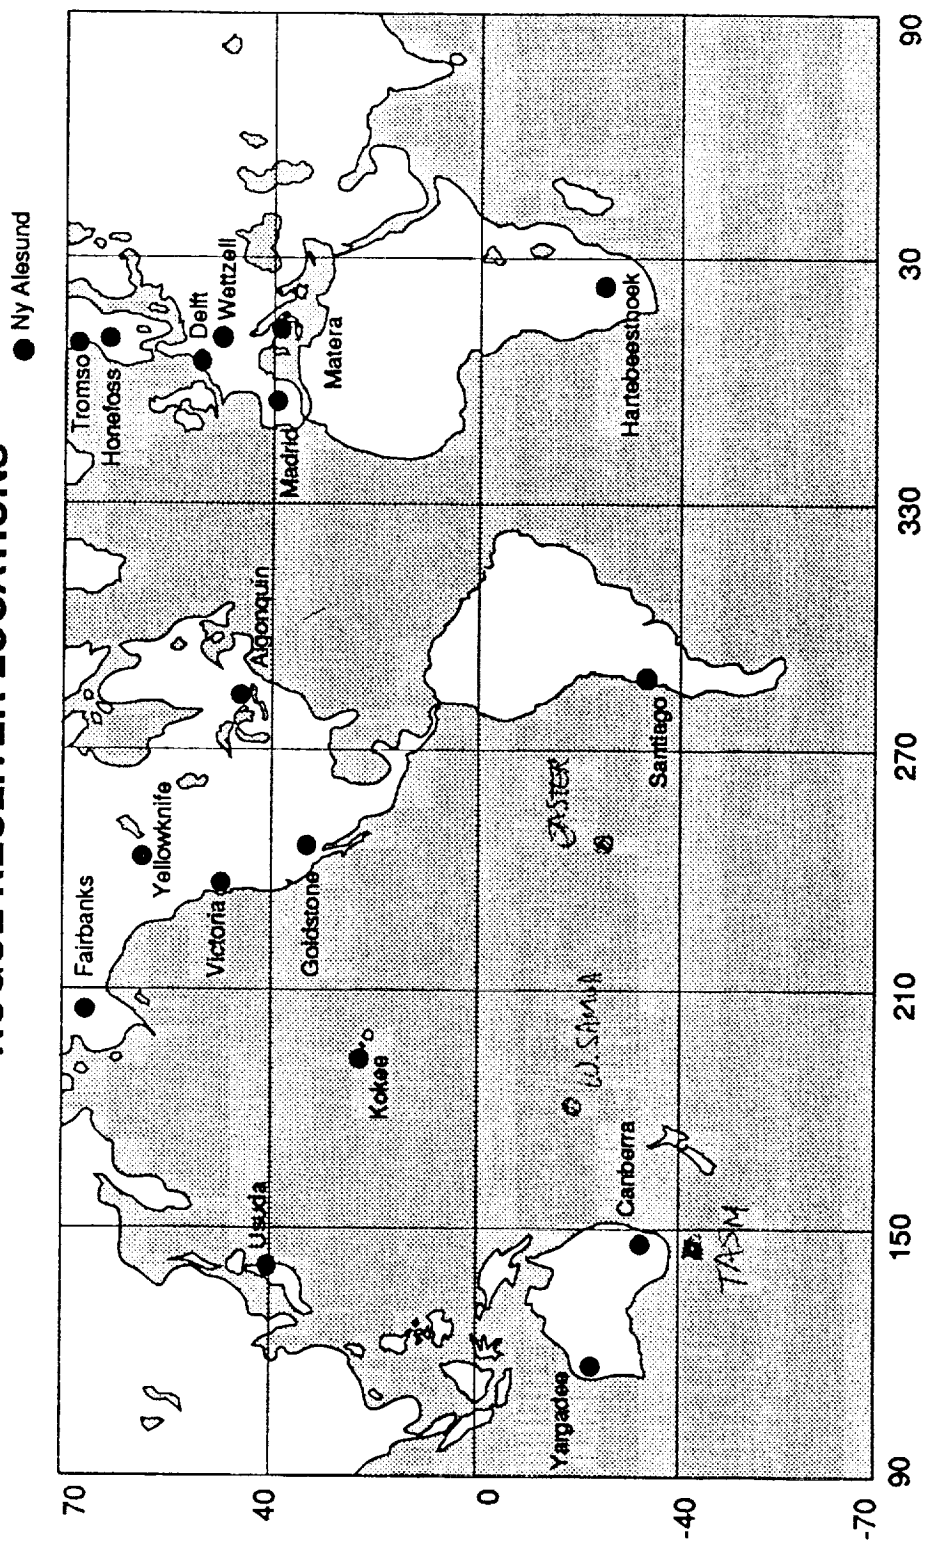 Ny Alesund
Tromso
Honefoss
Delft
Wettzell
Matera
Madrid
Hartebeesthoek
Algonquin
Santiago
Fairbanks
Yellowknife
Victoria
Goldstone
EASTER
Kokee
W. SAMOA
Usuda
Canberra
TASM
Yargadee
70
40
0
-40
-70
90
150
210
270
330
30
90